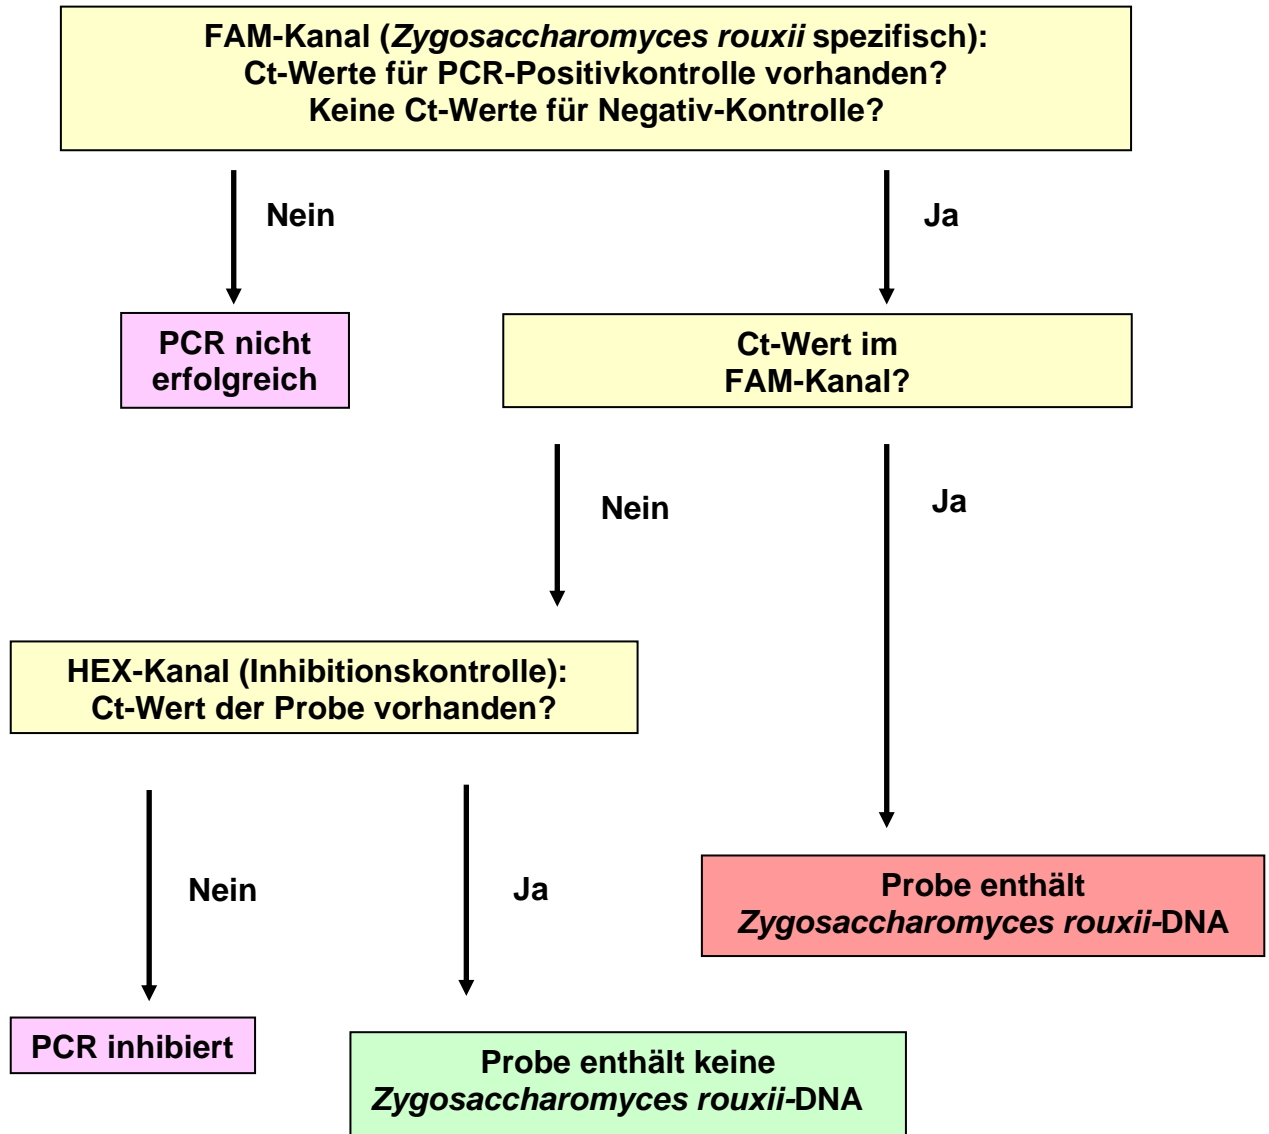 FAM-Kanal (Zygosaccharomyces rouxii spezifisch):
Ct-Werte für PCR-Positivkontrolle vorhanden?
Keine Ct-Werte für Negativ-Kontrolle?
Nein
Ja
PCR nicht
erfolgreich
Ct-Wert im
FAM-Kanal?
Nein
Ja
HEX-Kanal (Inhibitionskontrolle):
Ct-Wert der Probe vorhanden?
Nein
Ja
Probe enthält
Zygosaccharomyces rouxii-DNA
PCR inhibiert
Probe enthält keine
Zygosaccharomyces rouxii-DNA